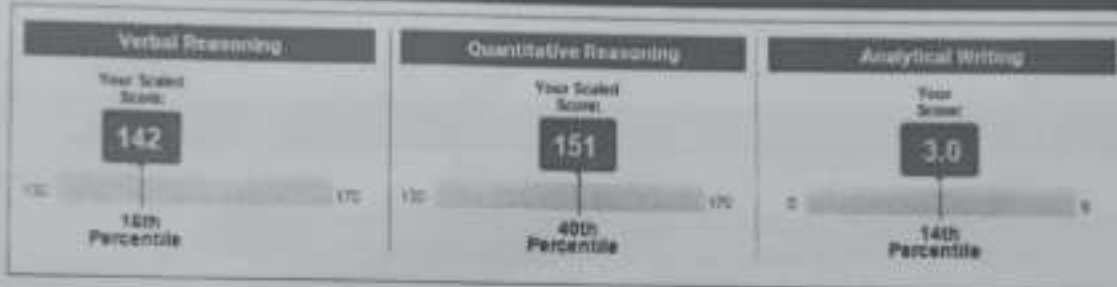 Verbal Reasoning
Your Scaled
Score:
142
130 170
16th
Percentile
Quantitative Reasoning
Your Scaled
Score:
151
130 170
40th
Percentile
Analytical Writing
Your
Score:
3.0
0 6
14th
Percentile